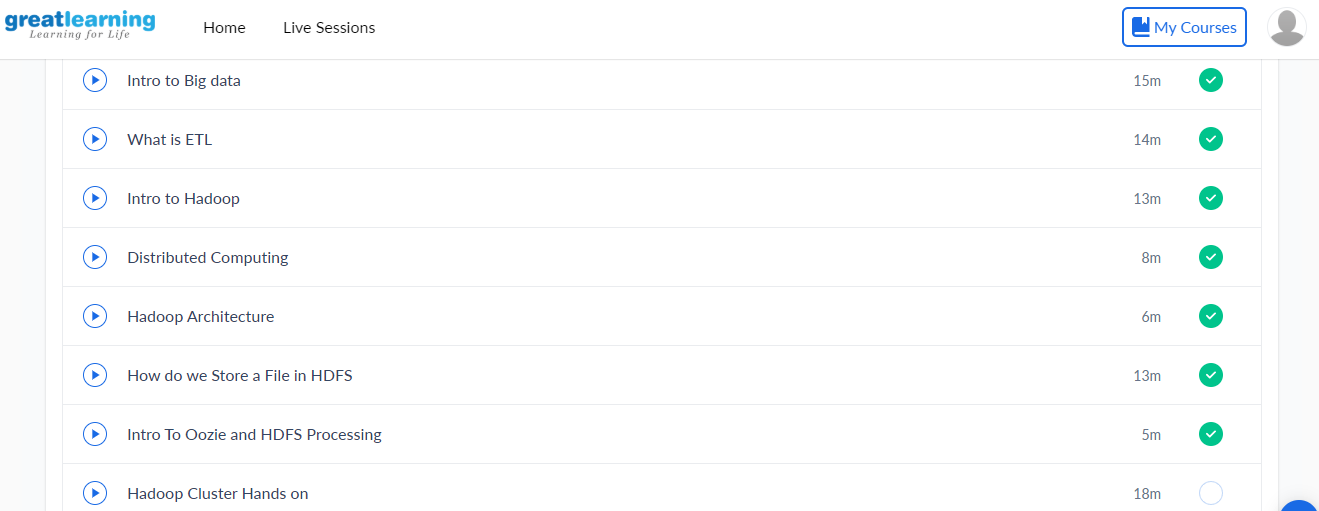 greatlearning
Learning for Life
Home
Live Sessions
My Courses
Intro to Big data 15m
What is ETL 14m
Intro to Hadoop 13m
Distributed Computing 8m
Hadoop Architecture 6m
How do we Store a File in HDFS 13m
Intro To Oozie and HDFS Processing 5m
Hadoop Cluster Hands on 18m